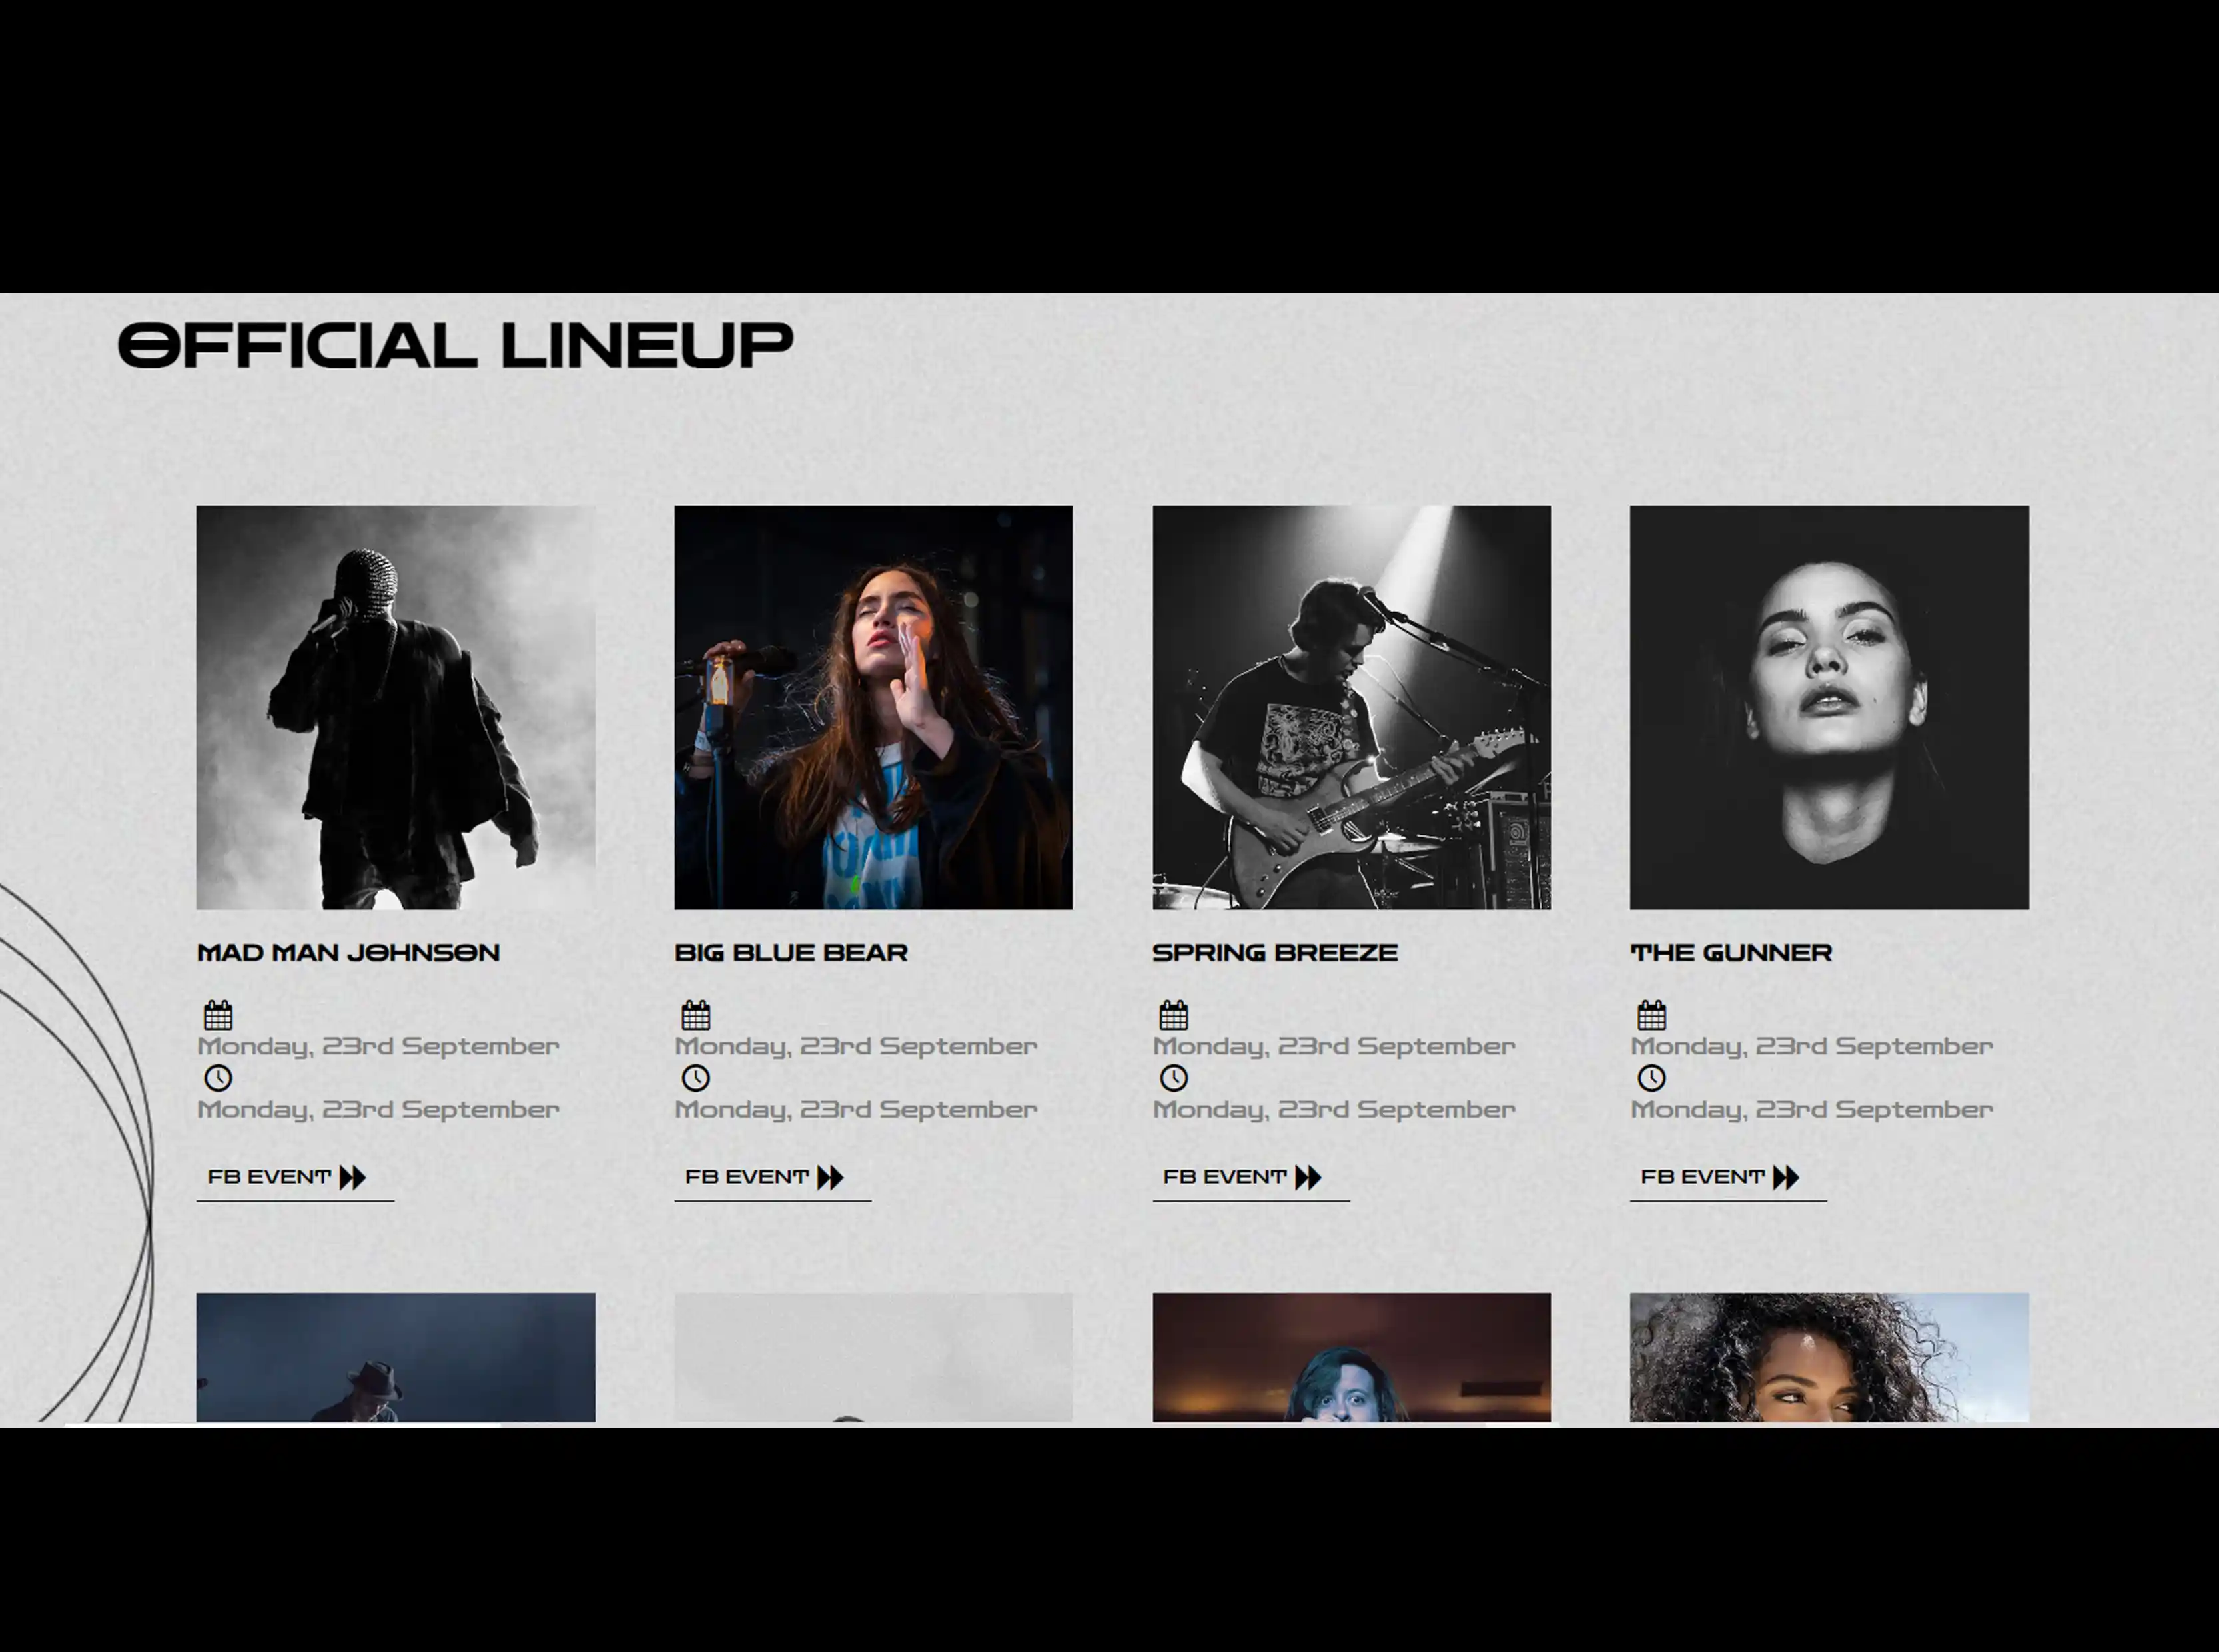 OFFICIAL LINEUP
MAD MAN JOHNSON
Monday, 23rd September
Monday, 23rd September
FB EVENT
BIG BLUE BEAR
Monday, 23rd September
Monday, 23rd September
FB EVENT
SPRING BREEZE
Monday, 23rd September
Monday, 23rd September
FB EVENT
THE GUNNER
Monday, 23rd September
Monday, 23rd September
FB EVENT